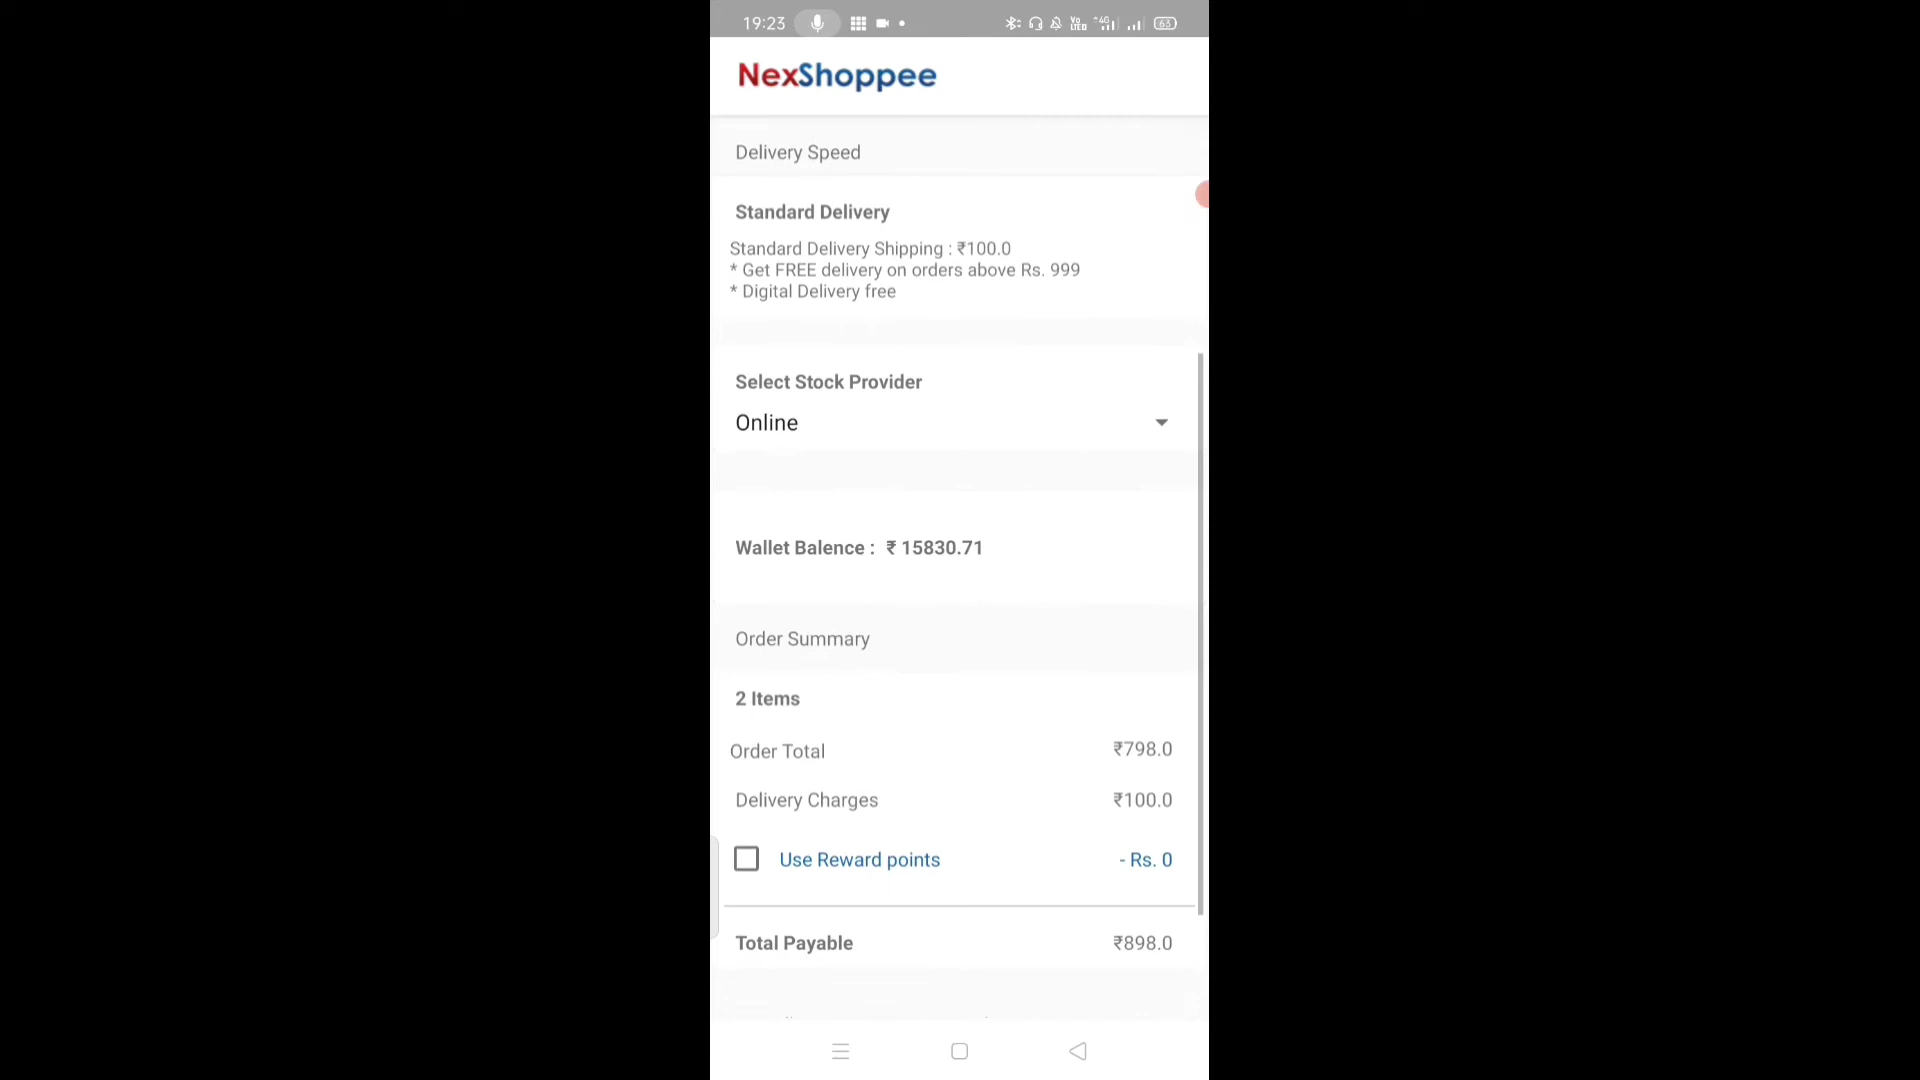 19:23
63
NexShoppee
Delivery Speed
Standard Delivery
Standard Delivery Shipping : ₹100.0
* Get FREE delivery on orders above Rs. 999
* Digital Delivery free
Select Stock Provider
Online
Wallet Balence : ₹ 15830.71
Order Summary
2 Items
Order Total ₹798.0
Delivery Charges ₹100.0
Use Reward points - Rs. 0
Total Payable ₹898.0